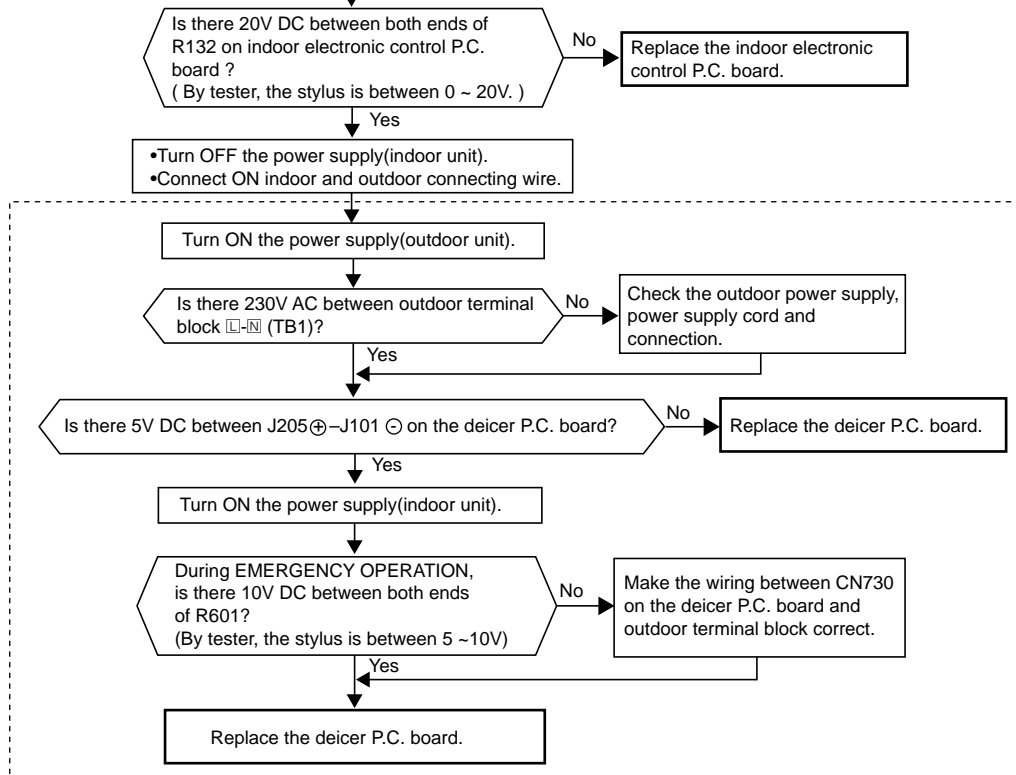 Is there 20V DC between both ends of
R132 on indoor electronic control P.C.
board ?
( By tester, the stylus is between 0 ~ 20V. )
No
Replace the indoor electronic
control P.C. board.
Yes
•Turn OFF the power supply(indoor unit).
•Connect ON indoor and outdoor connecting wire.
Turn ON the power supply(outdoor unit).
Is there 230V AC between outdoor terminal
block 🄻-🄽 (TB1)?
No
Check the outdoor power supply,
power supply cord and
connection.
Yes
Is there 5V DC between J205⊕–J101 ⊖ on the deicer P.C. board?
No
Replace the deicer P.C. board.
Yes
Turn ON the power supply(indoor unit).
During EMERGENCY OPERATION,
is there 10V DC between both ends
of R601?
(By tester, the stylus is between 5 ~10V)
No
Make the wiring between CN730
on the deicer P.C. board and
outdoor terminal block correct.
Yes
Replace the deicer P.C. board.